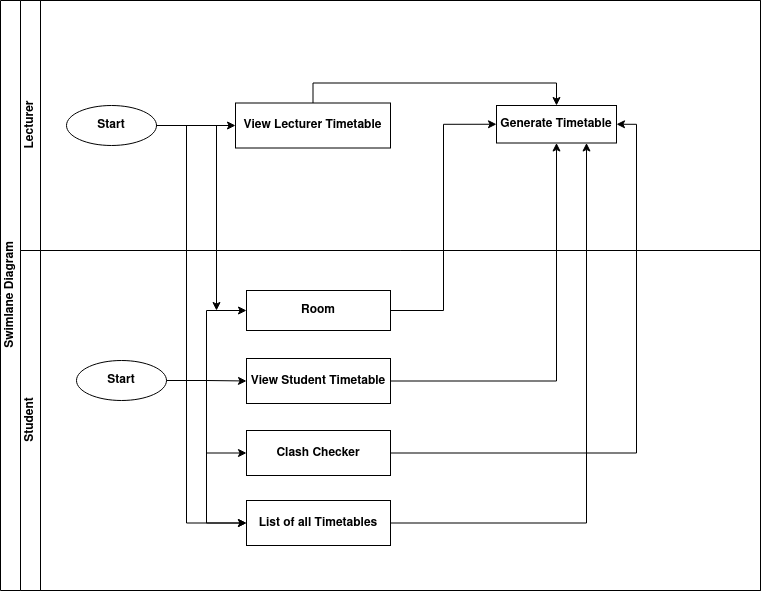 Swimlane Diagram
Lecturer
Start
View Lecturer Timetable
Generate Timetable
Student
Start
Room
View Student Timetable
Clash Checker
List of all Timetables